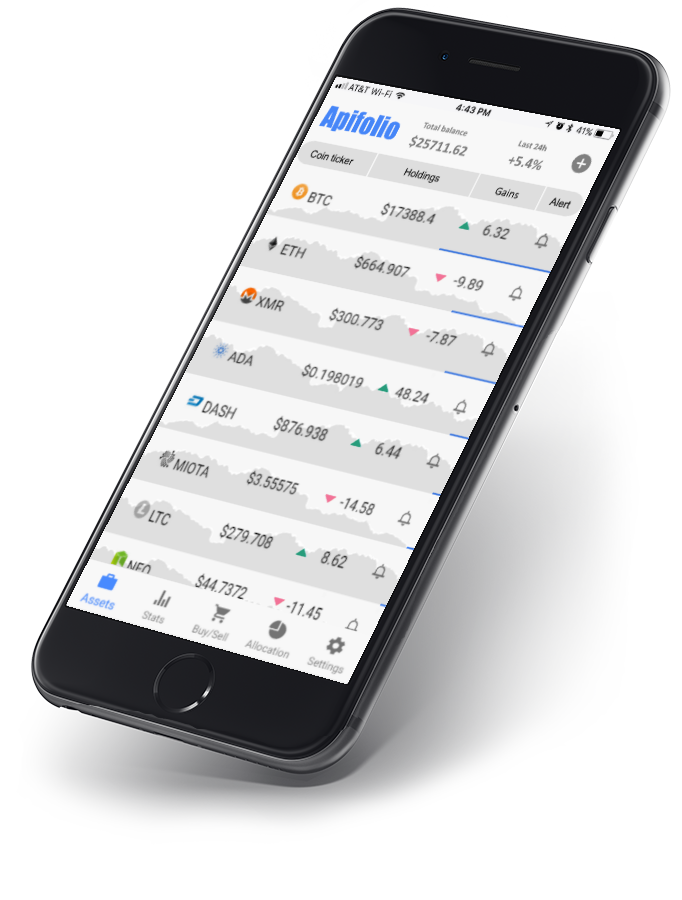 AT&T Wi-Fi 4:43 PM 41%
Apifolio
Total balance
$25711.62
Last 24h
+5.4%
Coin ticker Holdings Gains Alert
BTC $17388.4 6.32
ETH $664.907 -9.89
XMR $300.773 -7.87
ADA $0.198019 48.24
DASH $876.938 6.44
MIOTA $3.55575 -14.58
LTC $279.708 8.62
NEO $44.7372 -11.45
Assets Stats Buy/Sell Allocation Settings